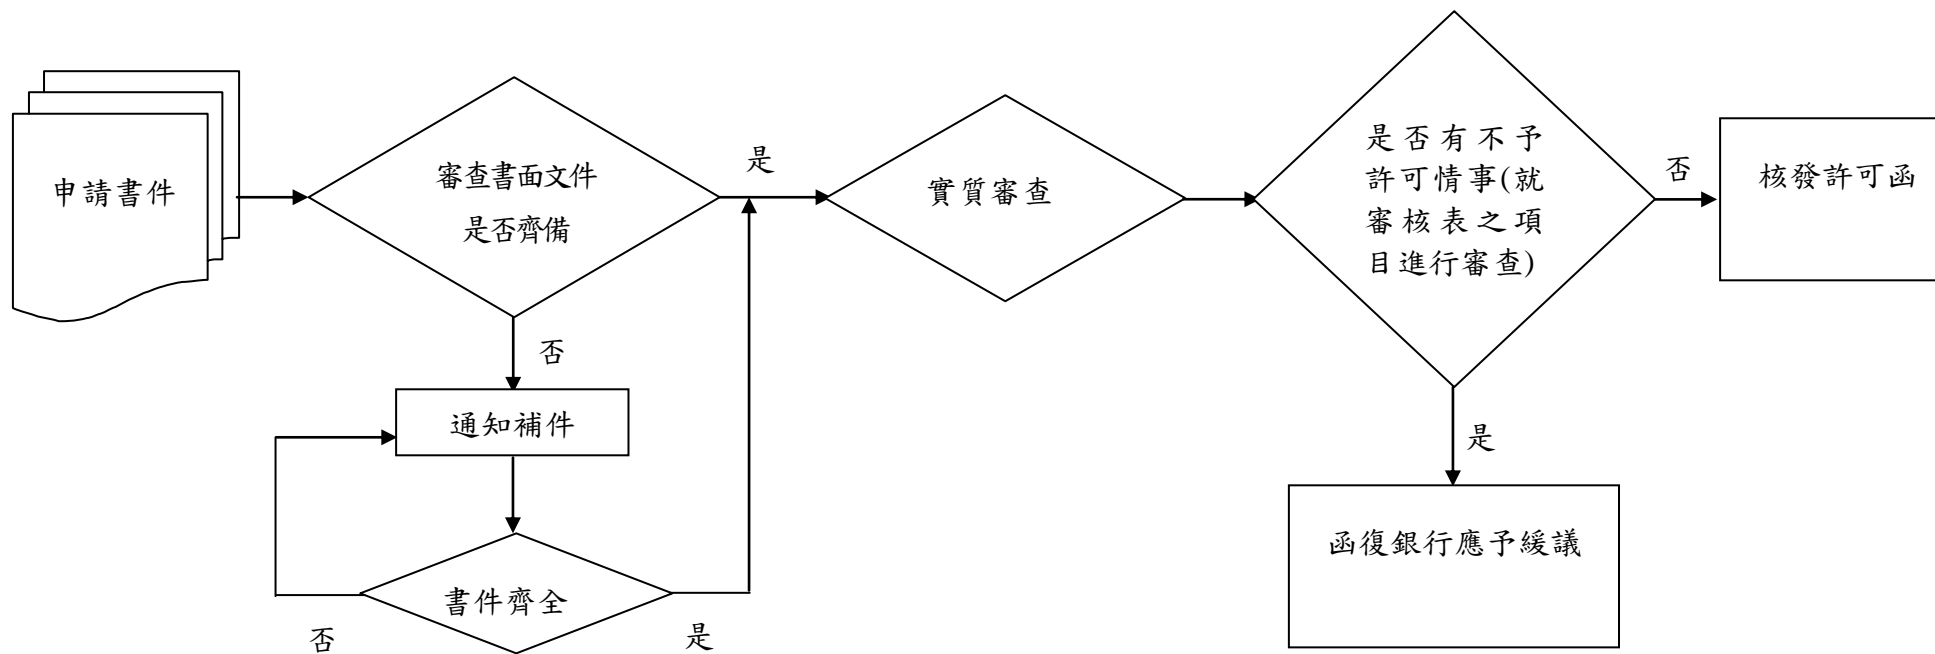 申請書件
審查書面文件
是否齊備
是
否
通知補件
書件齊全
否
是
實質審查
是否有不予
許可情事(就
審核表之項
目進行審查)
否
核發許可函
是
函復銀行應予緩議